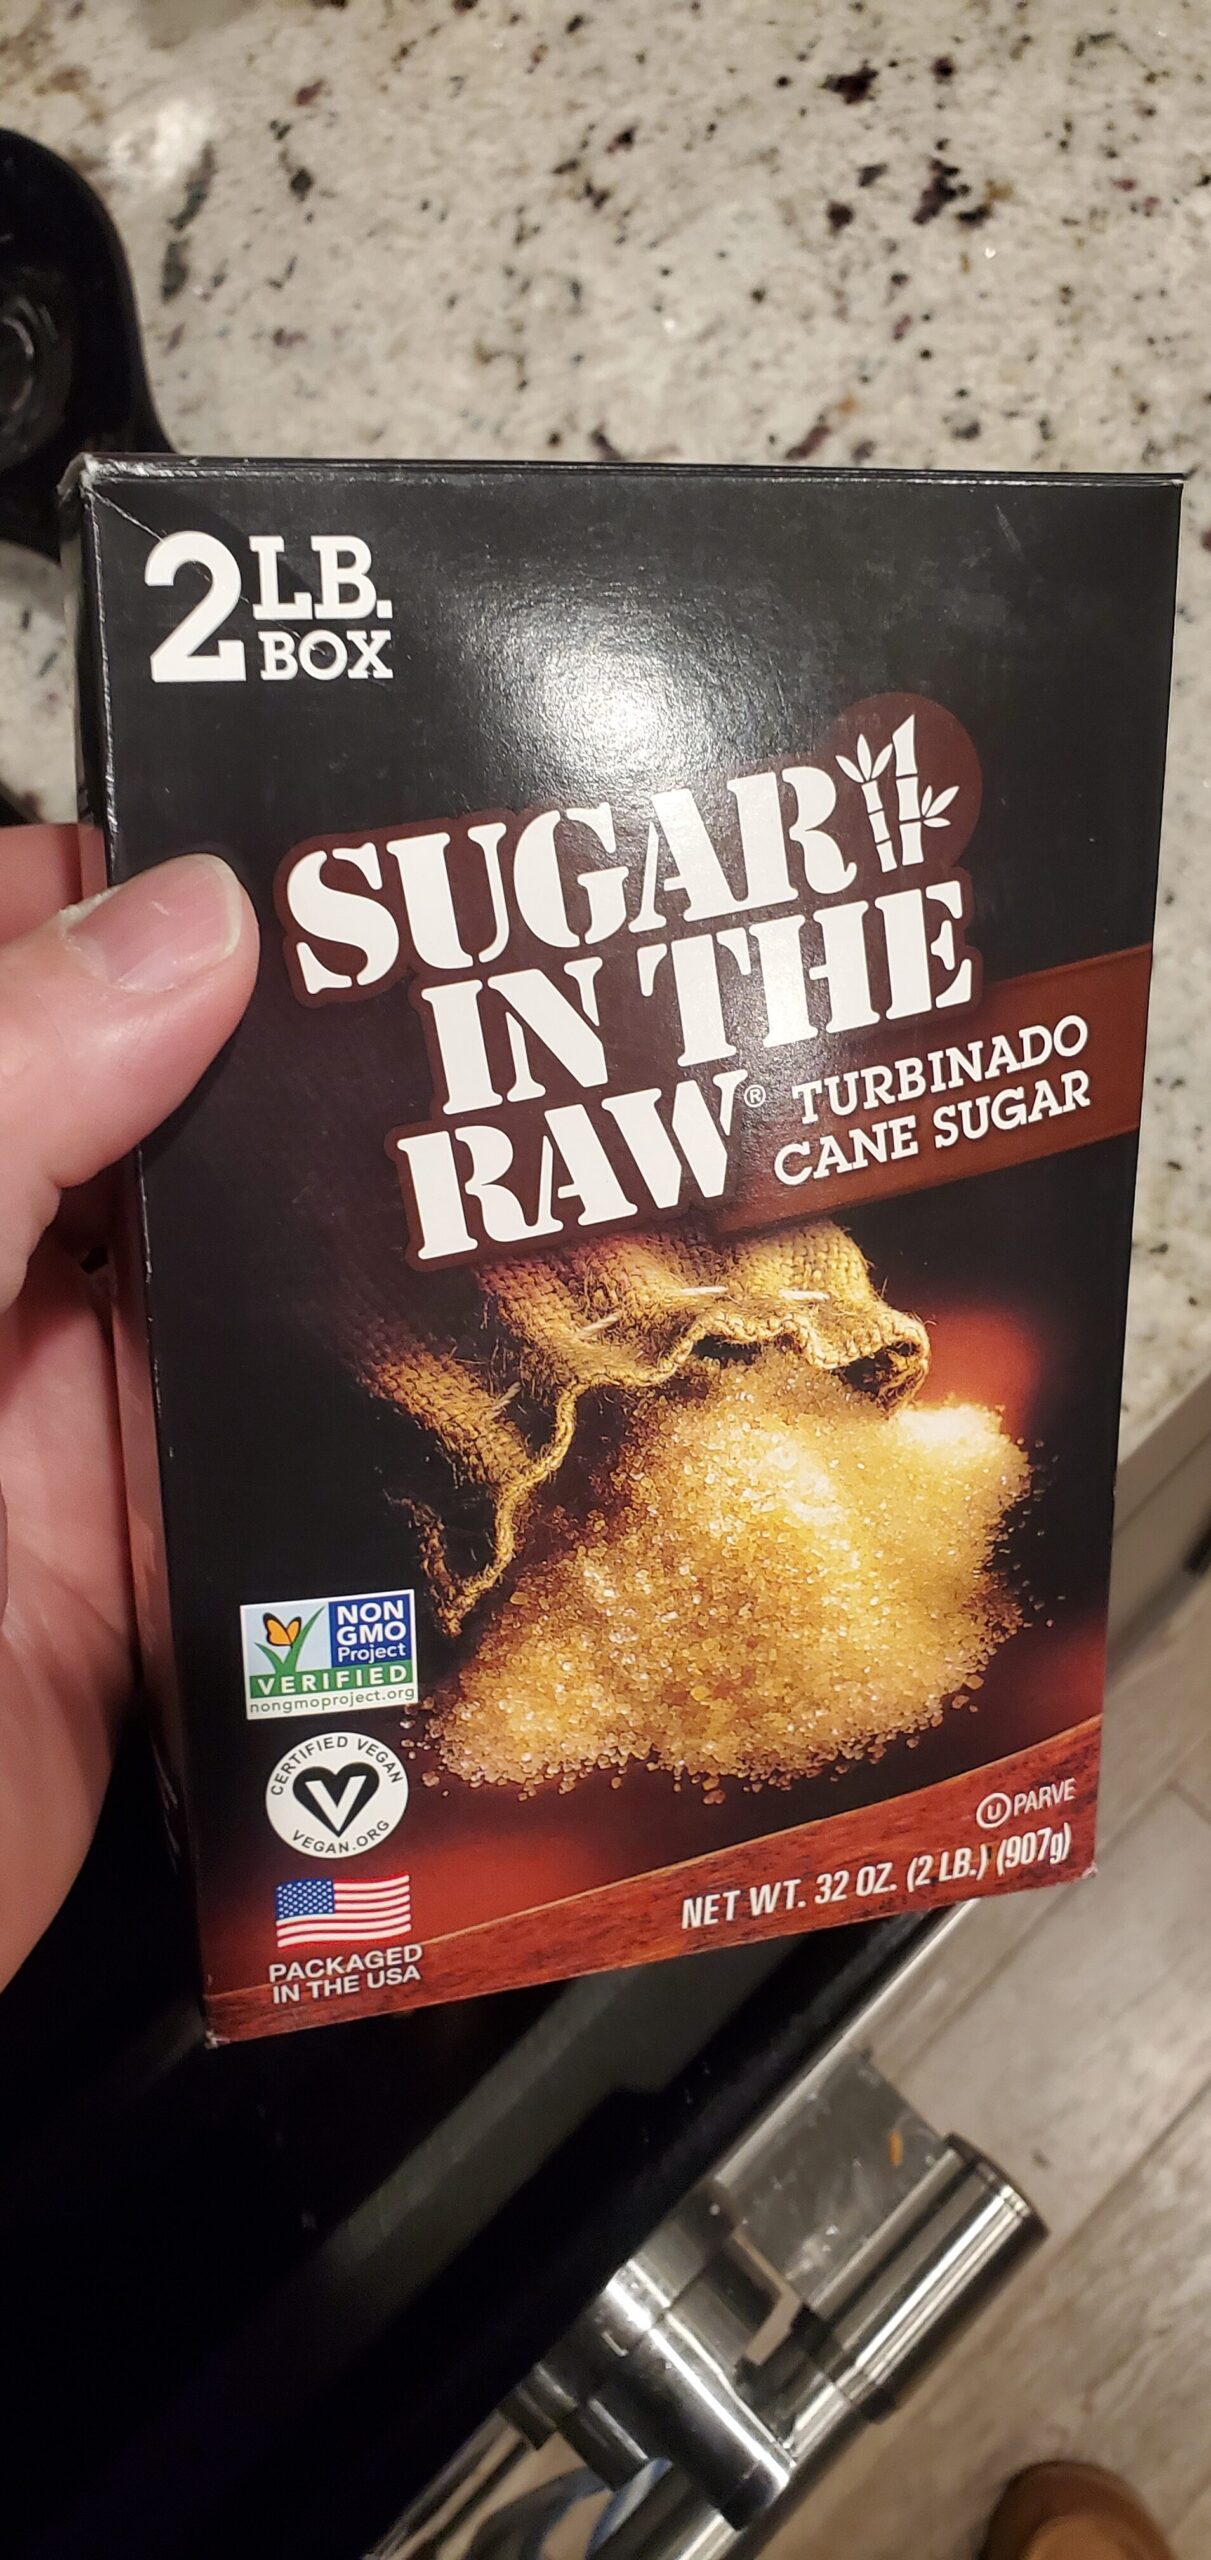 2 LB.
BOX
SUGAR
IN THE
RAW®
TURBINADO
CANE SUGAR
NON
GMO
Project
VERIFIED
nongmoproject.org
CERTIFIED VEGAN
V
VEGAN.ORG
PACKAGED
IN THE USA
U PARVE
NET WT. 32 OZ. (2 LB.) (907g)